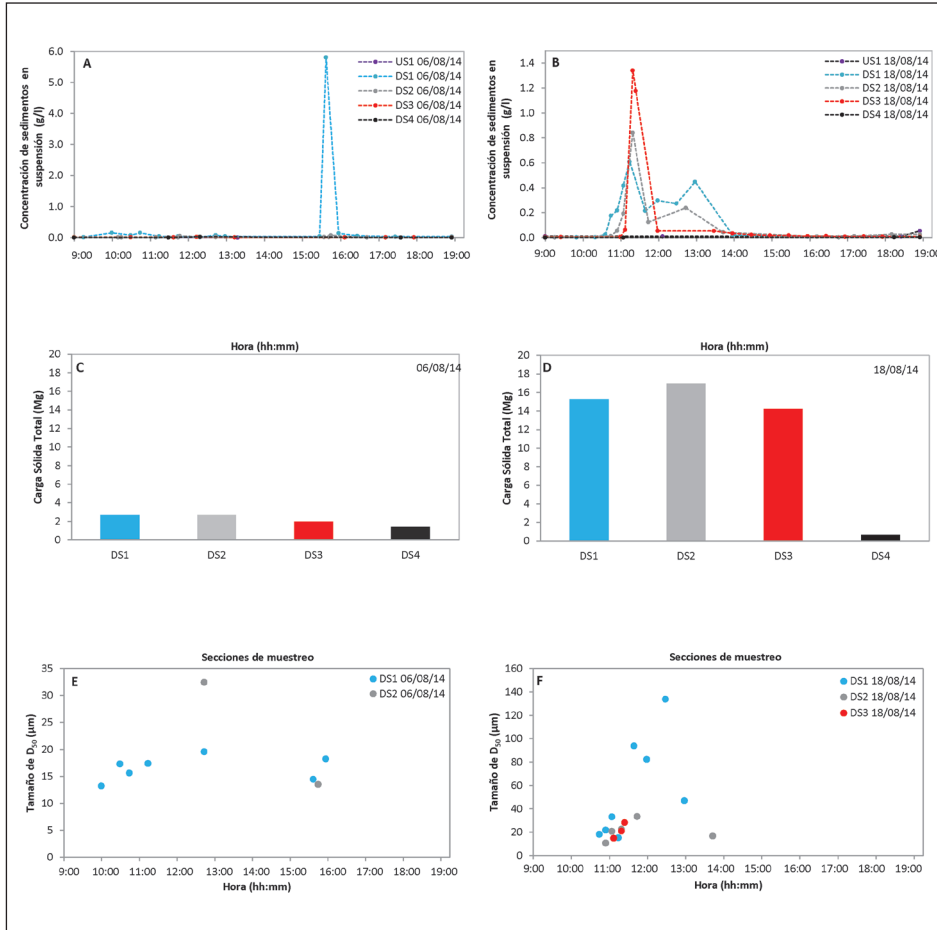 A
Concentración de sedimentos en suspensión (g/l)
6.0
5.0
4.0
3.0
2.0
1.0
0.0
9:00 10:00 11:00 12:00 13:00 14:00 15:00 16:00 17:00 18:00 19:00
US1 06/08/14
DS1 06/08/14
DS2 06/08/14
DS3 06/08/14
DS4 06/08/14
B
Concentración de sedimentos en suspensión (g/l)
1.4
1.2
1.0
0.8
0.6
0.4
0.2
0.0
9:00 10:00 11:00 12:00 13:00 14:00 15:00 16:00 17:00 18:00 19:00
US1 18/08/14
DS1 18/08/14
DS2 18/08/14
DS3 18/08/14
DS4 18/08/14
Hora (hh:mm)
C
06/08/14
Carga Sólida Total (Mg)
20
18
16
14
12
10
8
6
4
2
0
DS1 DS2 DS3 DS4
Hora (hh:mm)
D
18/08/14
Carga Sólida Total (Mg)
20
18
16
14
12
10
8
6
4
2
0
DS1 DS2 DS3 DS4
Secciones de muestreo
E
Tamaño de D50 (µm)
35
30
25
20
15
10
5
0
9:00 10:00 11:00 12:00 13:00 14:00 15:00 16:00 17:00 18:00 19:00
Hora (hh:mm)
DS1 06/08/14
DS2 06/08/14
Secciones de muestreo
F
Tamaño de D50 (µm)
160
140
120
100
80
60
40
20
0
9:00 10:00 11:00 12:00 13:00 14:00 15:00 16:00 17:00 18:00 19:00
Hora (hh:mm)
DS1 18/08/14
DS2 18/08/14
DS3 18/08/14